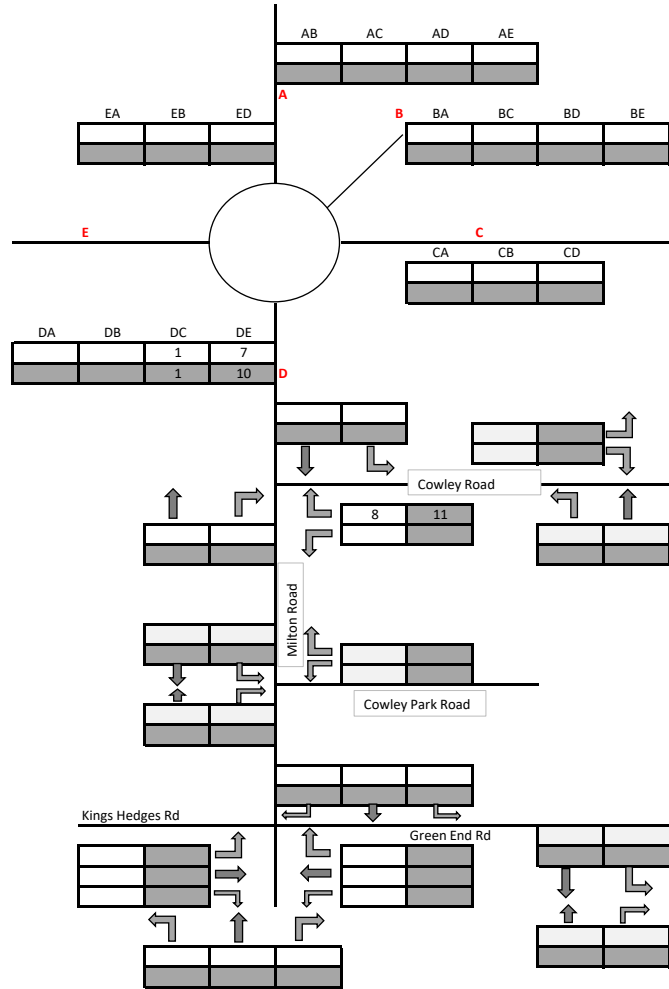 AB AC AD AE
A
EA EB ED
B BA BC BD BE
E
C
CA CB CD
DA DB DC DE
1 7
1 10
D
Cowley Road
8 11
Milton Road
Cowley Park Road
Kings Hedges Rd
Green End Rd